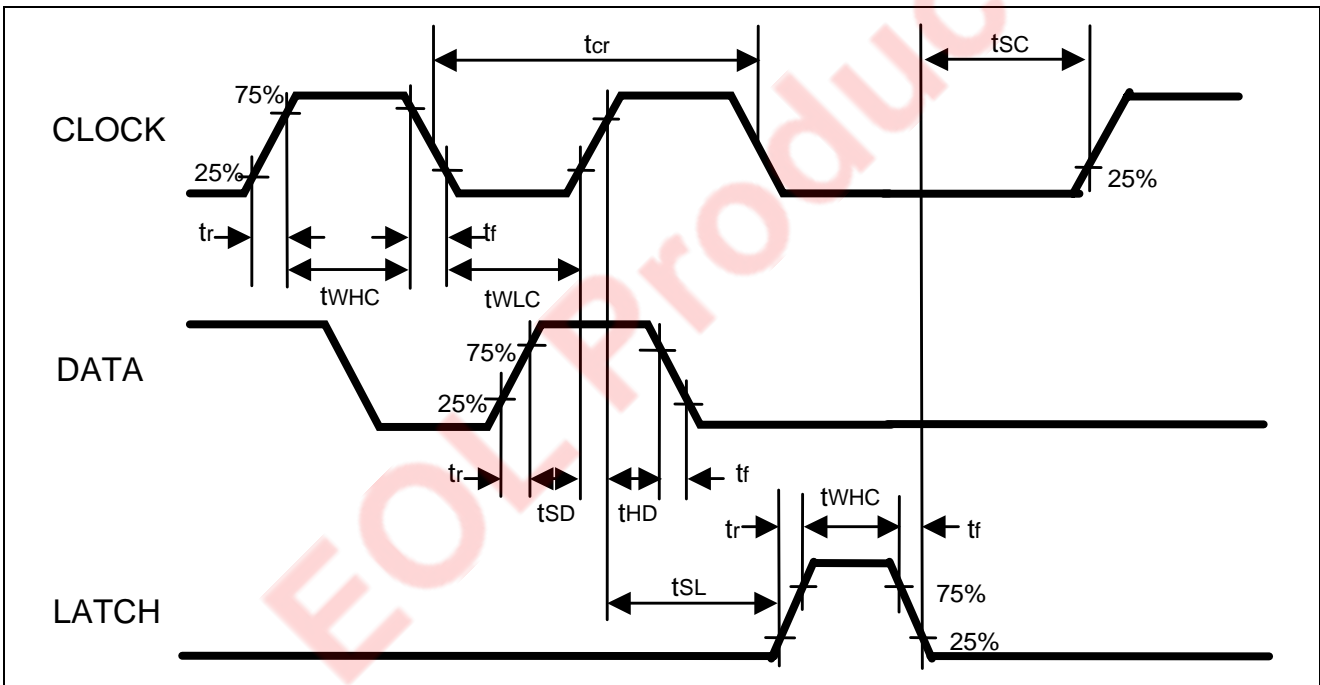 tcr
tSC
75%
CLOCK
25%
25%
tr
tf
tWHC
tWLC
75%
DATA
25%
tr
tf
tSD
tHD
tWHC
tr
tf
tSL
75%
LATCH
25%
EOL Produc